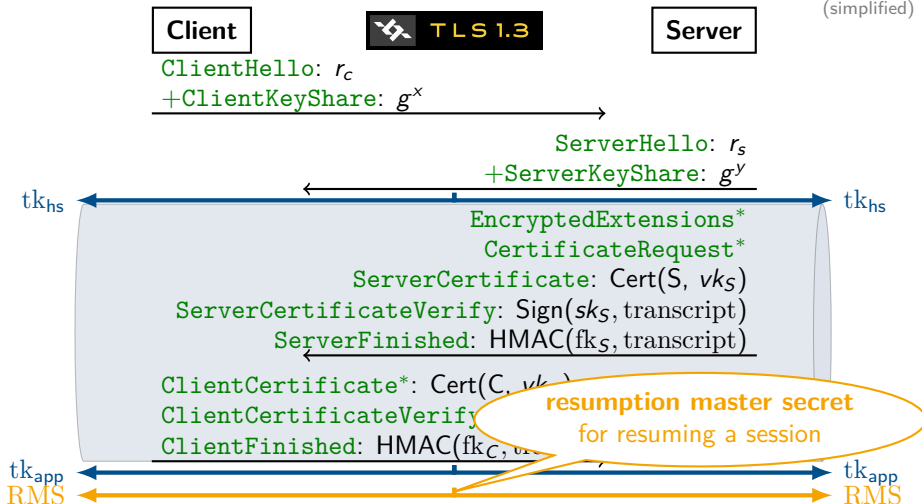 (simplified)
Client TLS 1.3 Server
ClientHello: r_c
+ClientKeyShare: g^x
ServerHello: r_s
+ServerKeyShare: g^y
tk_hs tk_hs
EncryptedExtensions*
CertificateRequest*
ServerCertificate: Cert(S, vk_S)
ServerCertificateVerify: Sign(sk_S, transcript)
ServerFinished: HMAC(fk_S, transcript)
ClientCertificate*: Cert(C,
ClientCertificateVerify
ClientFinished: HMAC(fk_C,
resumption master secret
for resuming a session
tk_app tk_app
RMS RMS